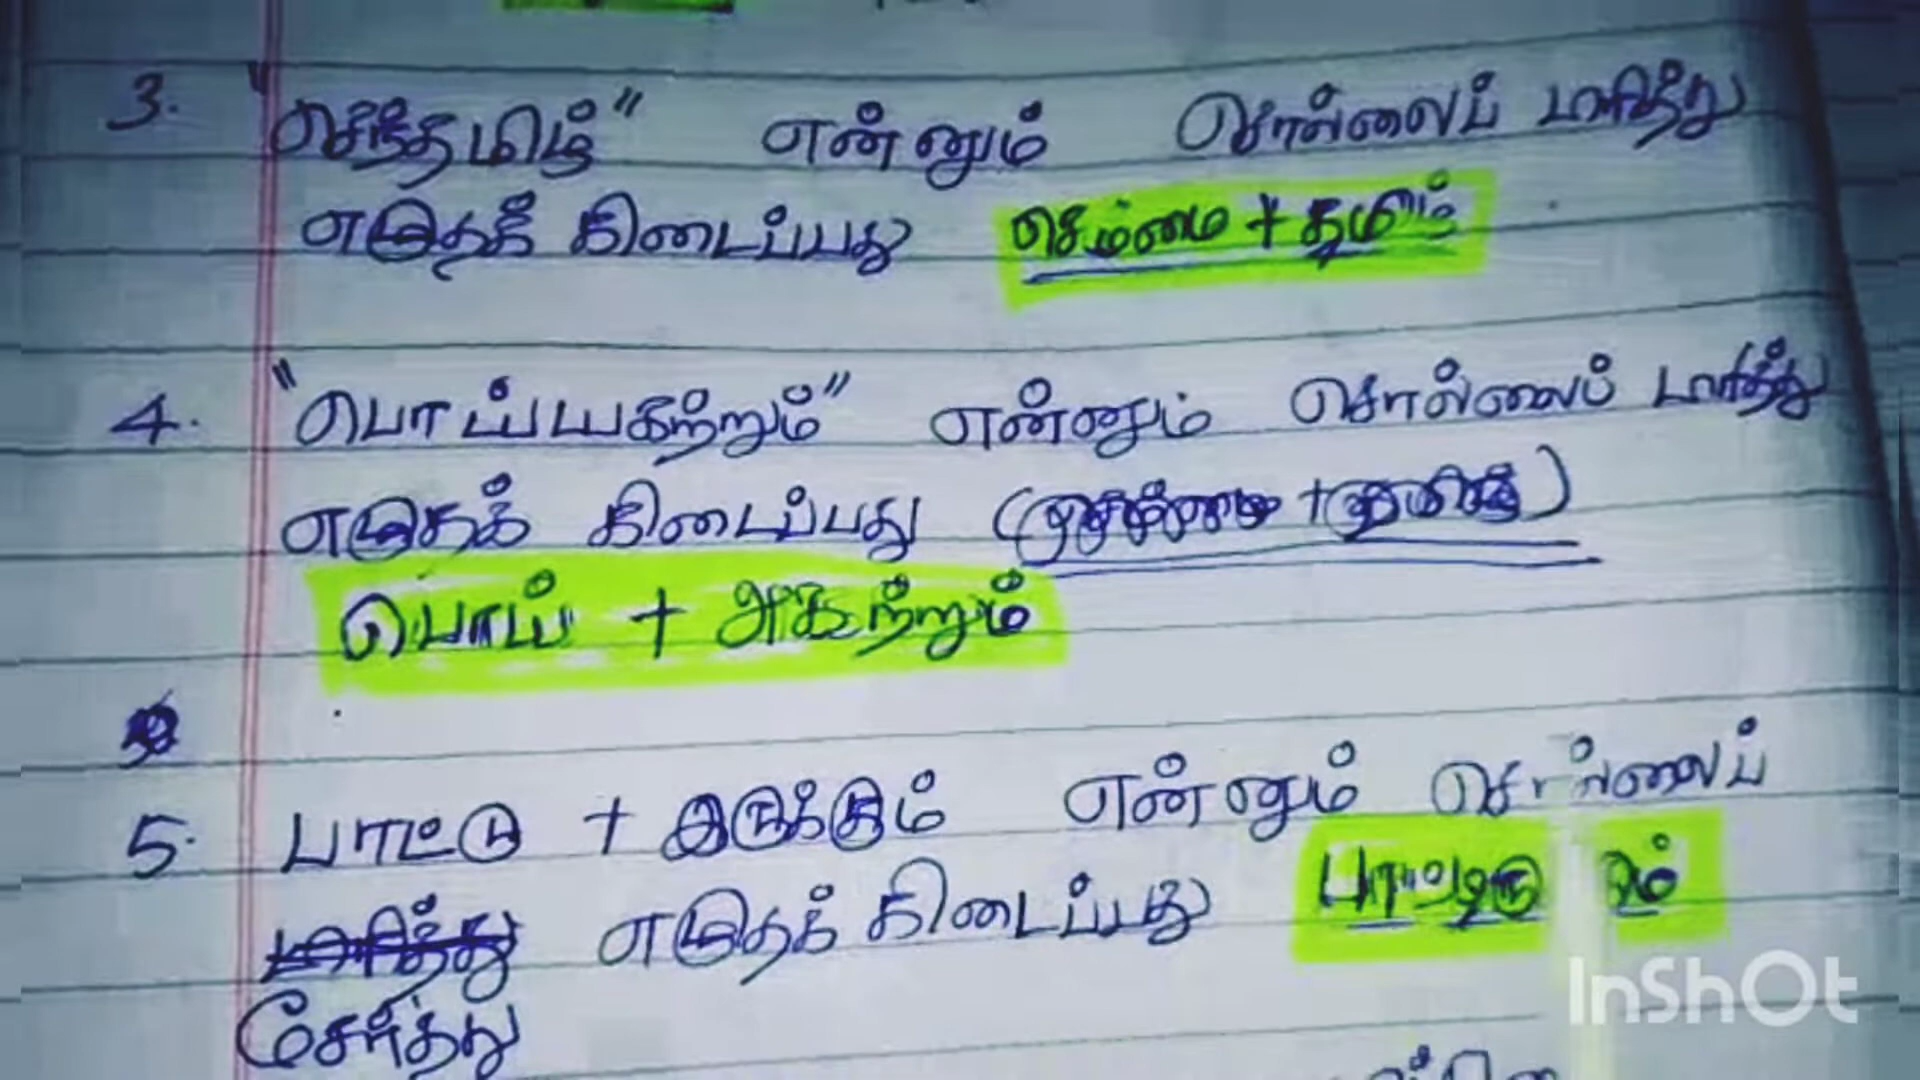 3. "செந்தமிழ்" என்னும் சொல்லைப் பிரித்து
எழுதக் கிடைப்பது செம்மை + தமிழ்
4. "பொய்யகற்றும்" என்னும் சொல்லைப் பிரித்து
எழுதக் கிடைப்பது
பொய் + அகற்றும்
5. பாட்டு + இருக்கும் என்னும் சொல்லைப்
எழுதக் கிடைப்பது
சேர்த்து
InShOt